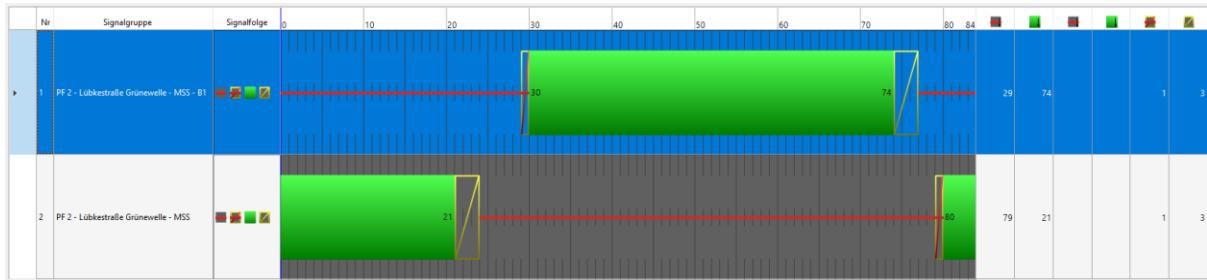 Nr Signalgruppe Signalfolge 0 10 20 30 40 50 60 70 80 84
1 PF 2 - Lübkestraße Grünewelle - MSS - B1 30 74 29 74 1 3
2 PF 2 - Lübkestraße Grünewelle - MSS 21 80 79 21 1 3